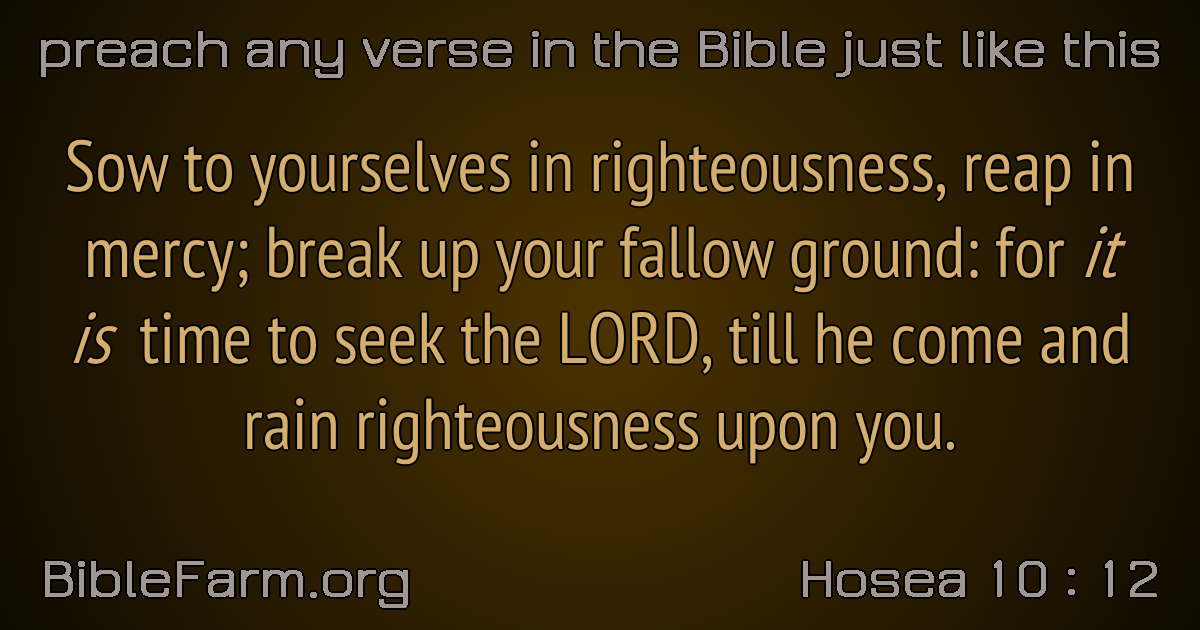 preach any verse in the Bible just like this
Sow to yourselves in righteousness, reap in
mercy; break up your fallow ground: for it
is time to seek the LORD, till he come and
rain righteousness upon you.
BibleFarm.org
Hosea 10 : 12